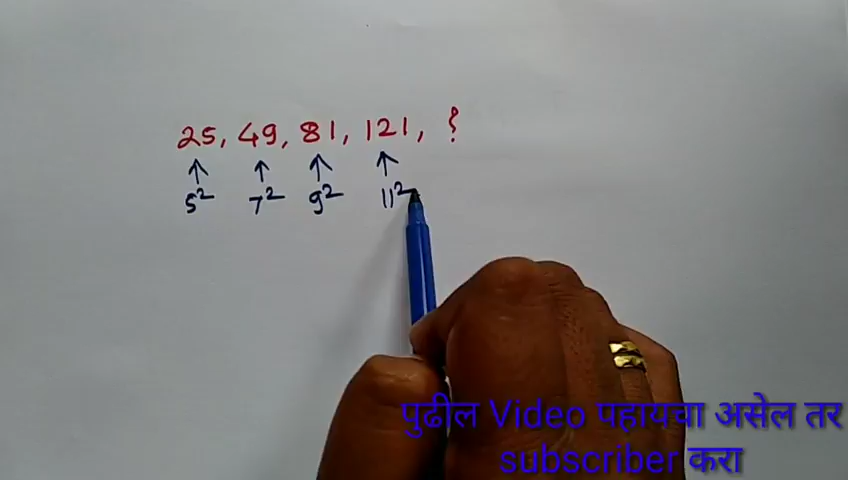 25, 49, 81, 121, ?
↑ ↑ ↑ ↑
5² 7² 9² 11²
पुढील Video पहायचा असेल तर
subscriber करा